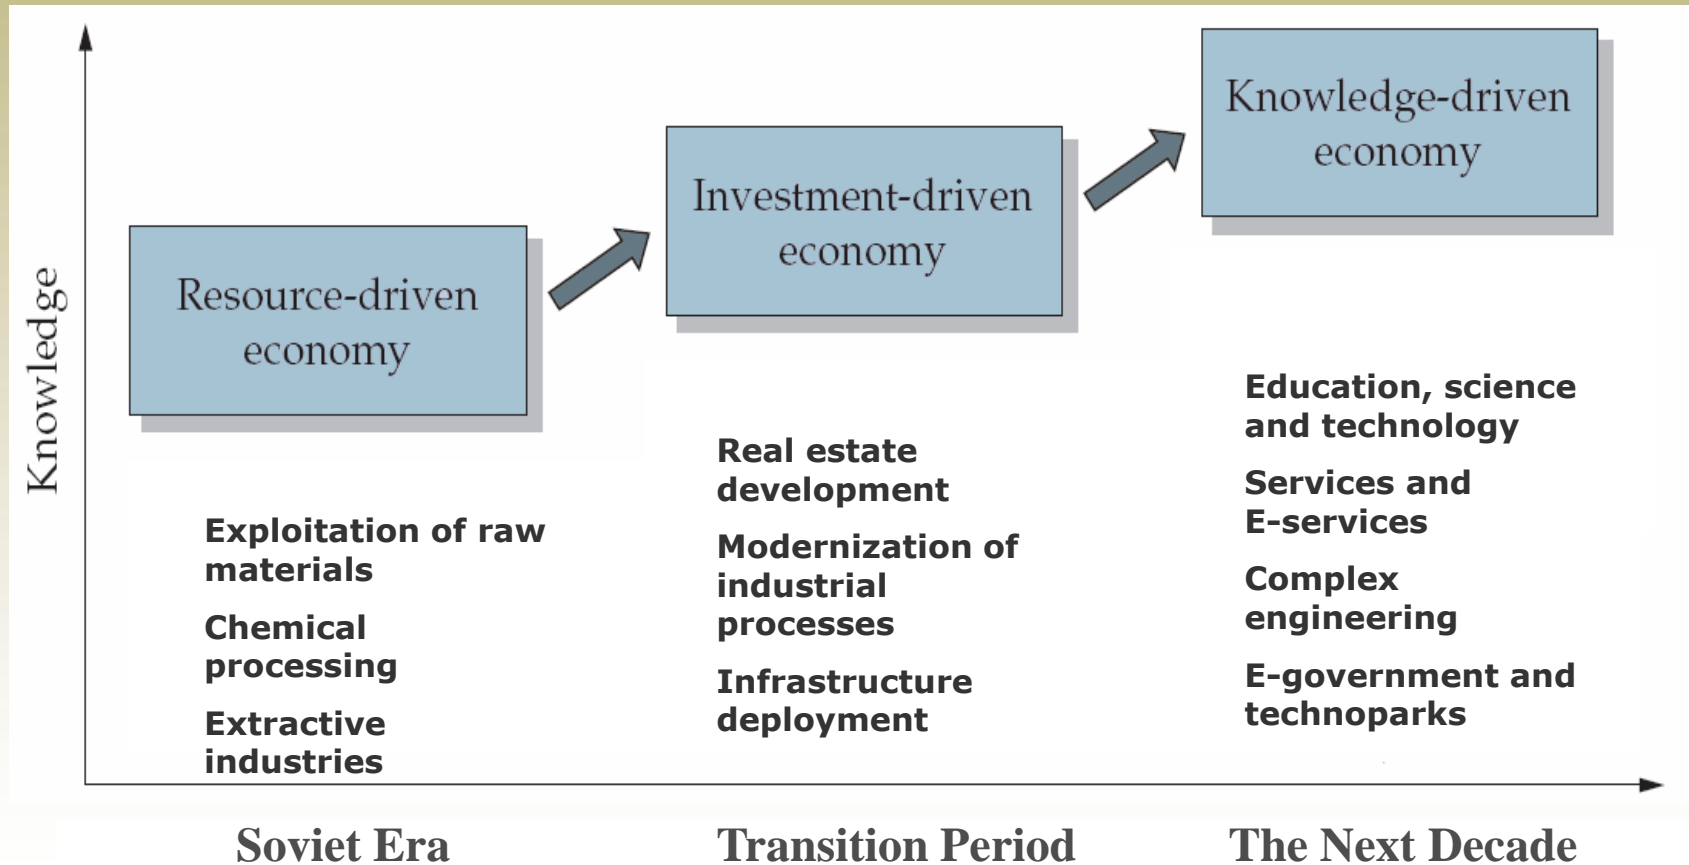 Knowledge
Resource-driven
economy
Exploitation of raw
materials
Chemical
processing
Extractive
industries
Soviet Era
Investment-driven
economy
Real estate
development
Modernization of
industrial
processes
Infrastructure
deployment
Transition Period
Knowledge-driven
economy
Education, science
and technology
Services and
E-services
Complex
engineering
E-government and
technoparks
The Next Decade